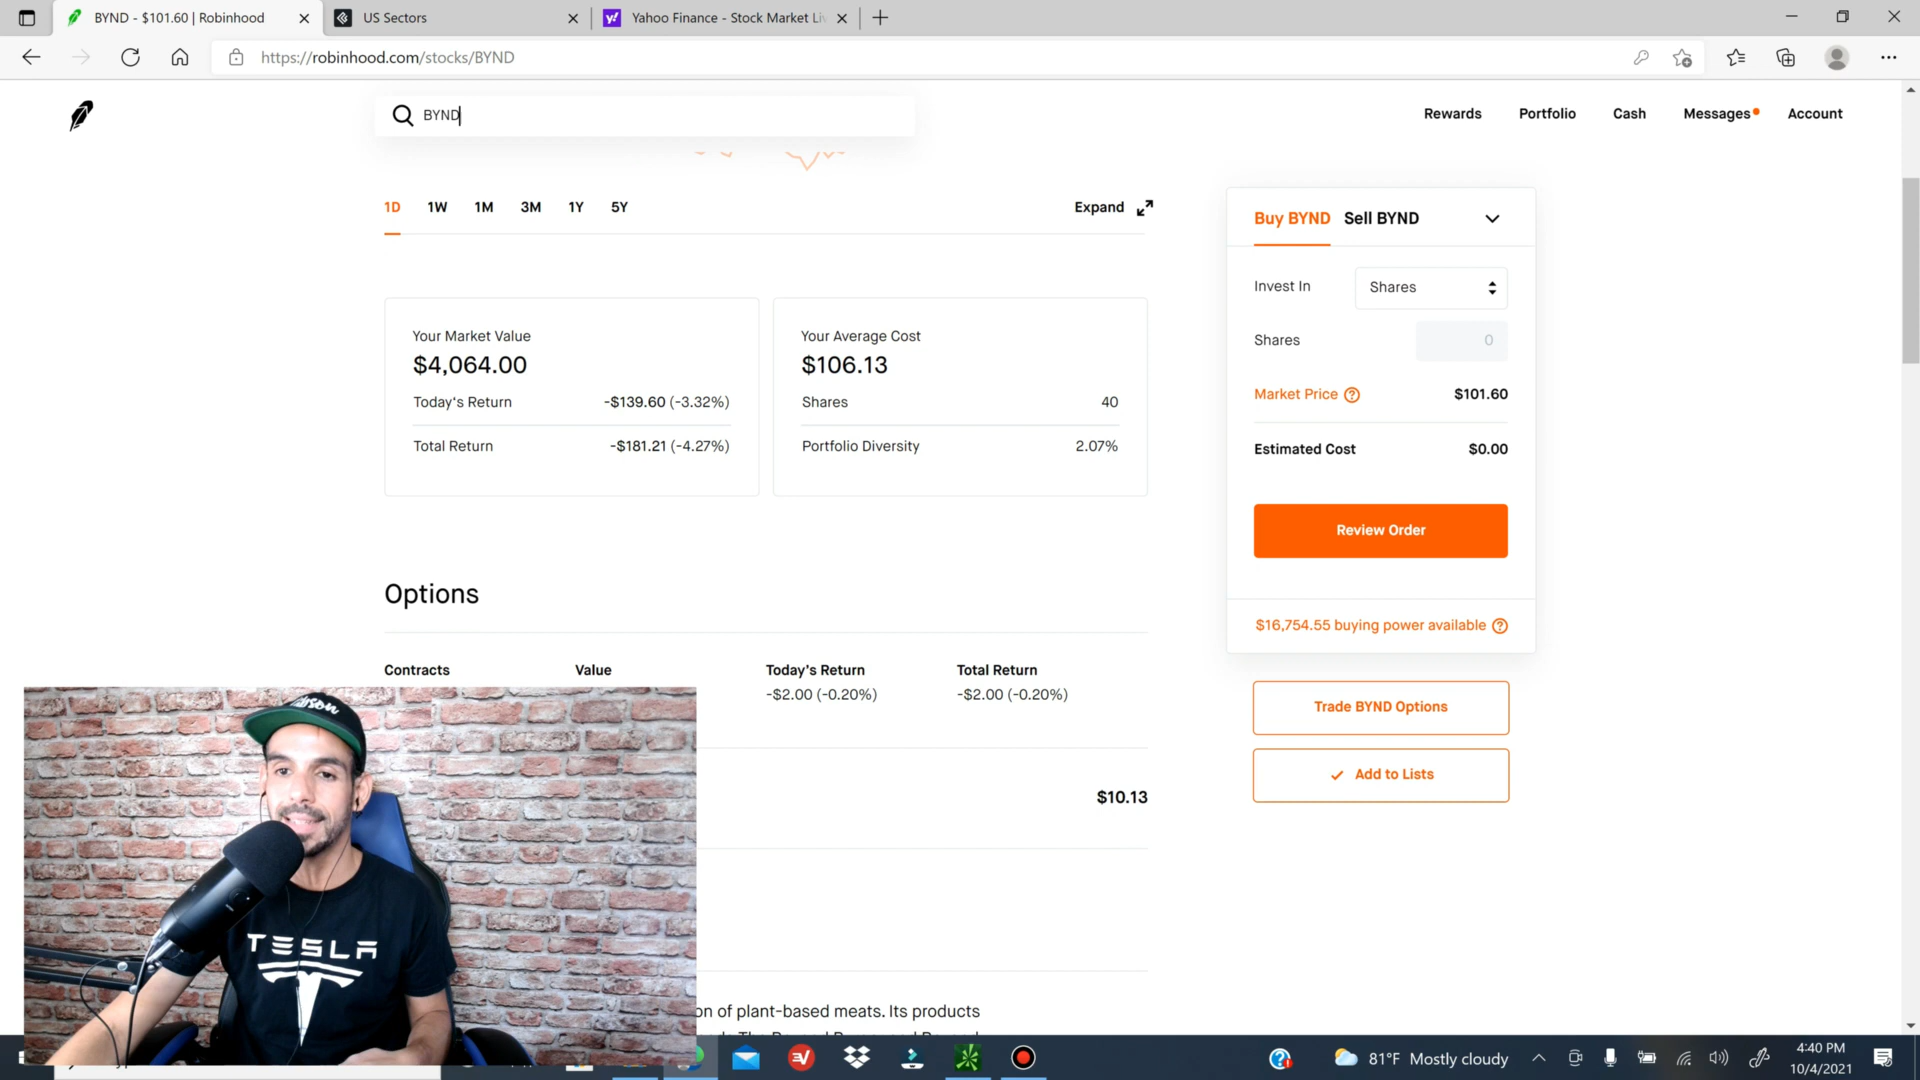 BYND - $101.60 | Robinhood
US Sectors
Yahoo Finance - Stock Market Li
https://robinhood.com/stocks/BYND
BYND
Rewards
Portfolio
Cash
Messages
Account
1D
1W
1M
3M
1Y
5Y
Expand
Buy BYND
Sell BYND
Invest In
Shares
Shares
0
Market Price
$101.60
Estimated Cost
$0.00
Review Order
$16,754.55 buying power available
Trade BYND Options
Add to Lists
Your Market Value
$4,064.00
Today's Return
-$139.60 (-3.32%)
Total Return
-$181.21 (-4.27%)
Your Average Cost
$106.13
Shares
40
Portfolio Diversity
2.07%
Options
Contracts
Value
Today's Return
Total Return
-$2.00 (-0.20%)
-$2.00 (-0.20%)
$10.13
on of plant-based meats. Its products
TESLA
81°F Mostly cloudy
4:40 PM
10/4/2021